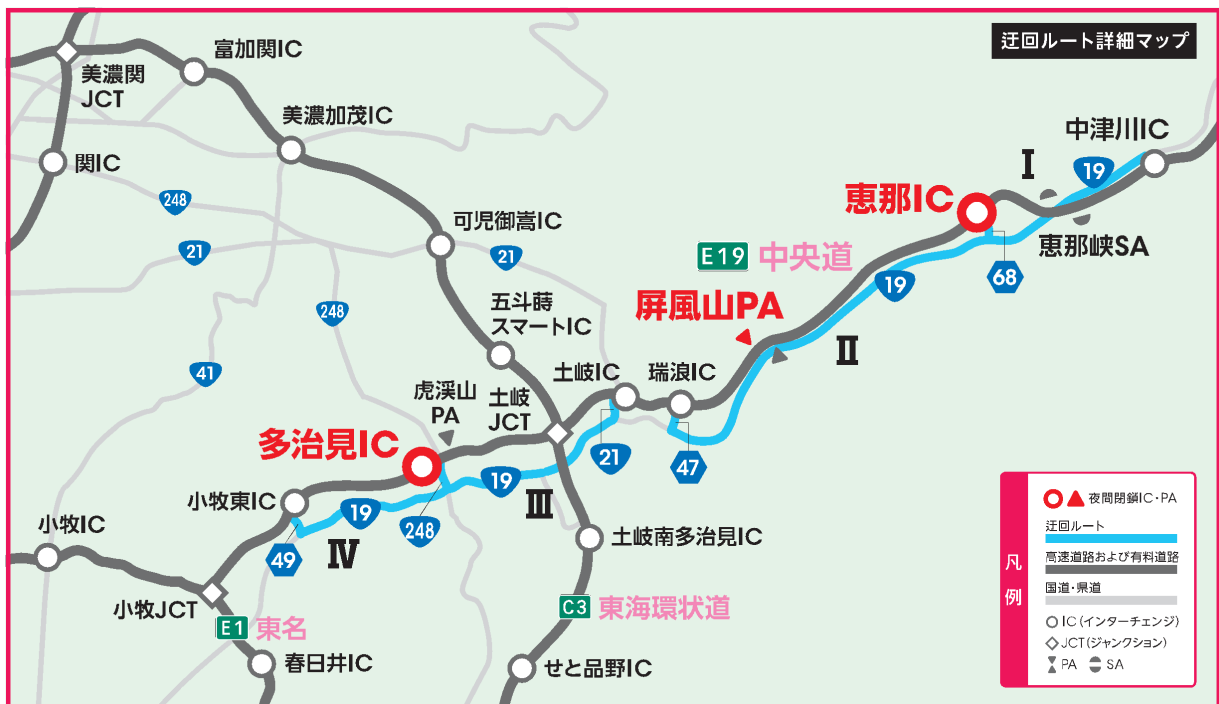 迂回ルート詳細マップ
富加関IC
美濃関
JCT
美濃加茂IC
関IC
中津川IC
I
19
恵那IC
恵那峡SA
68
248
可児御嵩IC
21
21
E19 中央道
19
248
五斗蒔
スマートIC
屏風山PA
II
41
土岐IC
瑞浪IC
虎渓山
PA
土岐
JCT
多治見IC
21
47
19
III
小牧東IC
19
248
小牧IC
49
IV
土岐南多治見IC
小牧JCT
E1 東名
C3 東海環状道
春日井IC
せと品野IC
凡例
夜間閉鎖IC・PA
迂回ルート
高速道路および有料道路
国道・県道
IC(インターチェンジ)
JCT(ジャンクション)
PA SA